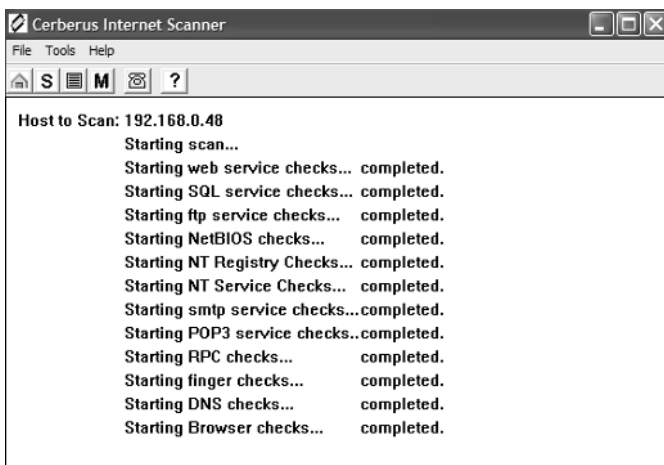 Cerberus Internet Scanner
File Tools Help
S M ?
Host to Scan: 192.168.0.48
Starting scan...
Starting web service checks... completed.
Starting SQL service checks... completed.
Starting ftp service checks... completed.
Starting NetBIOS checks... completed.
Starting NT Registry Checks... completed.
Starting NT Service Checks... completed.
Starting smtp service checks...completed.
Starting POP3 service checks..completed.
Starting RPC checks... completed.
Starting finger checks... completed.
Starting DNS checks... completed.
Starting Browser checks... completed.